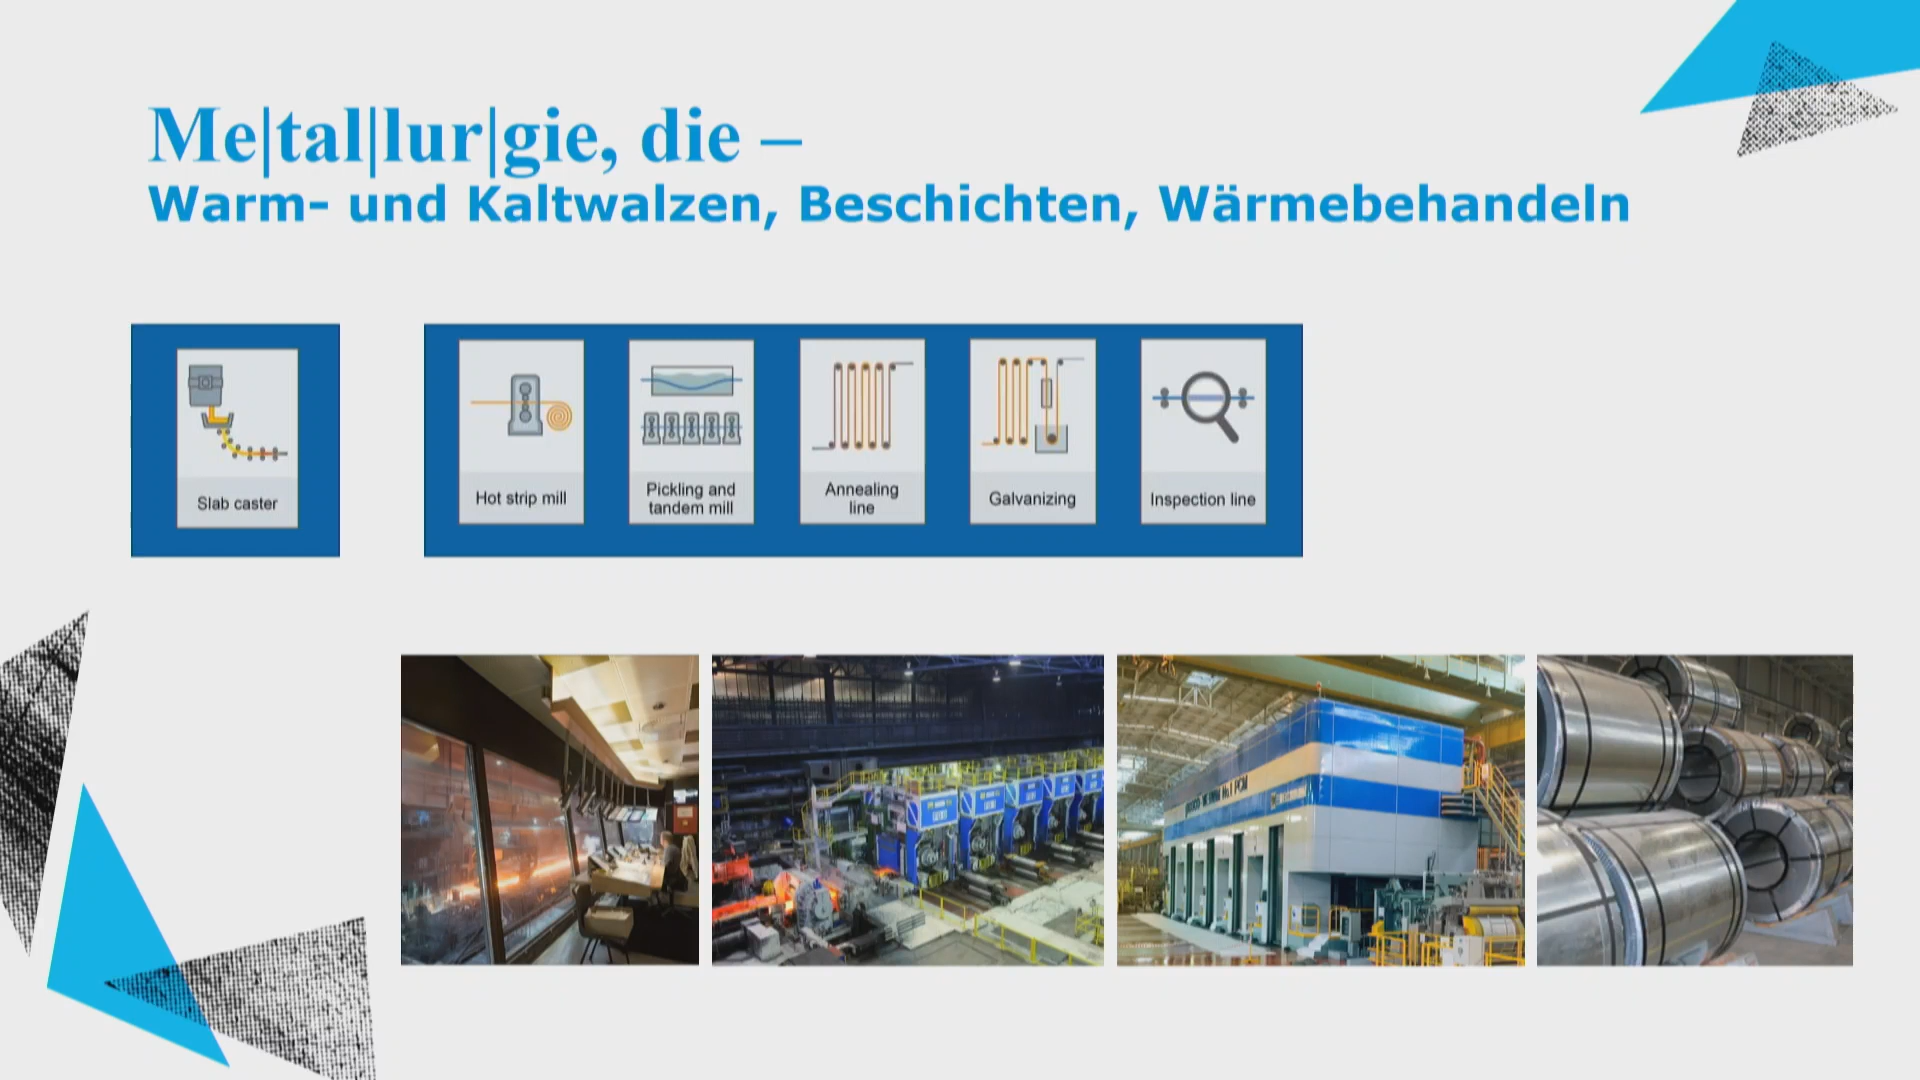 Me|tal|lur|gie, die –
Warm- und Kaltwalzen, Beschichten, Wärmebehandeln
Slab caster
Hot strip mill
Pickling and
tandem mill
Annealing
line
Galvanizing
Inspection line